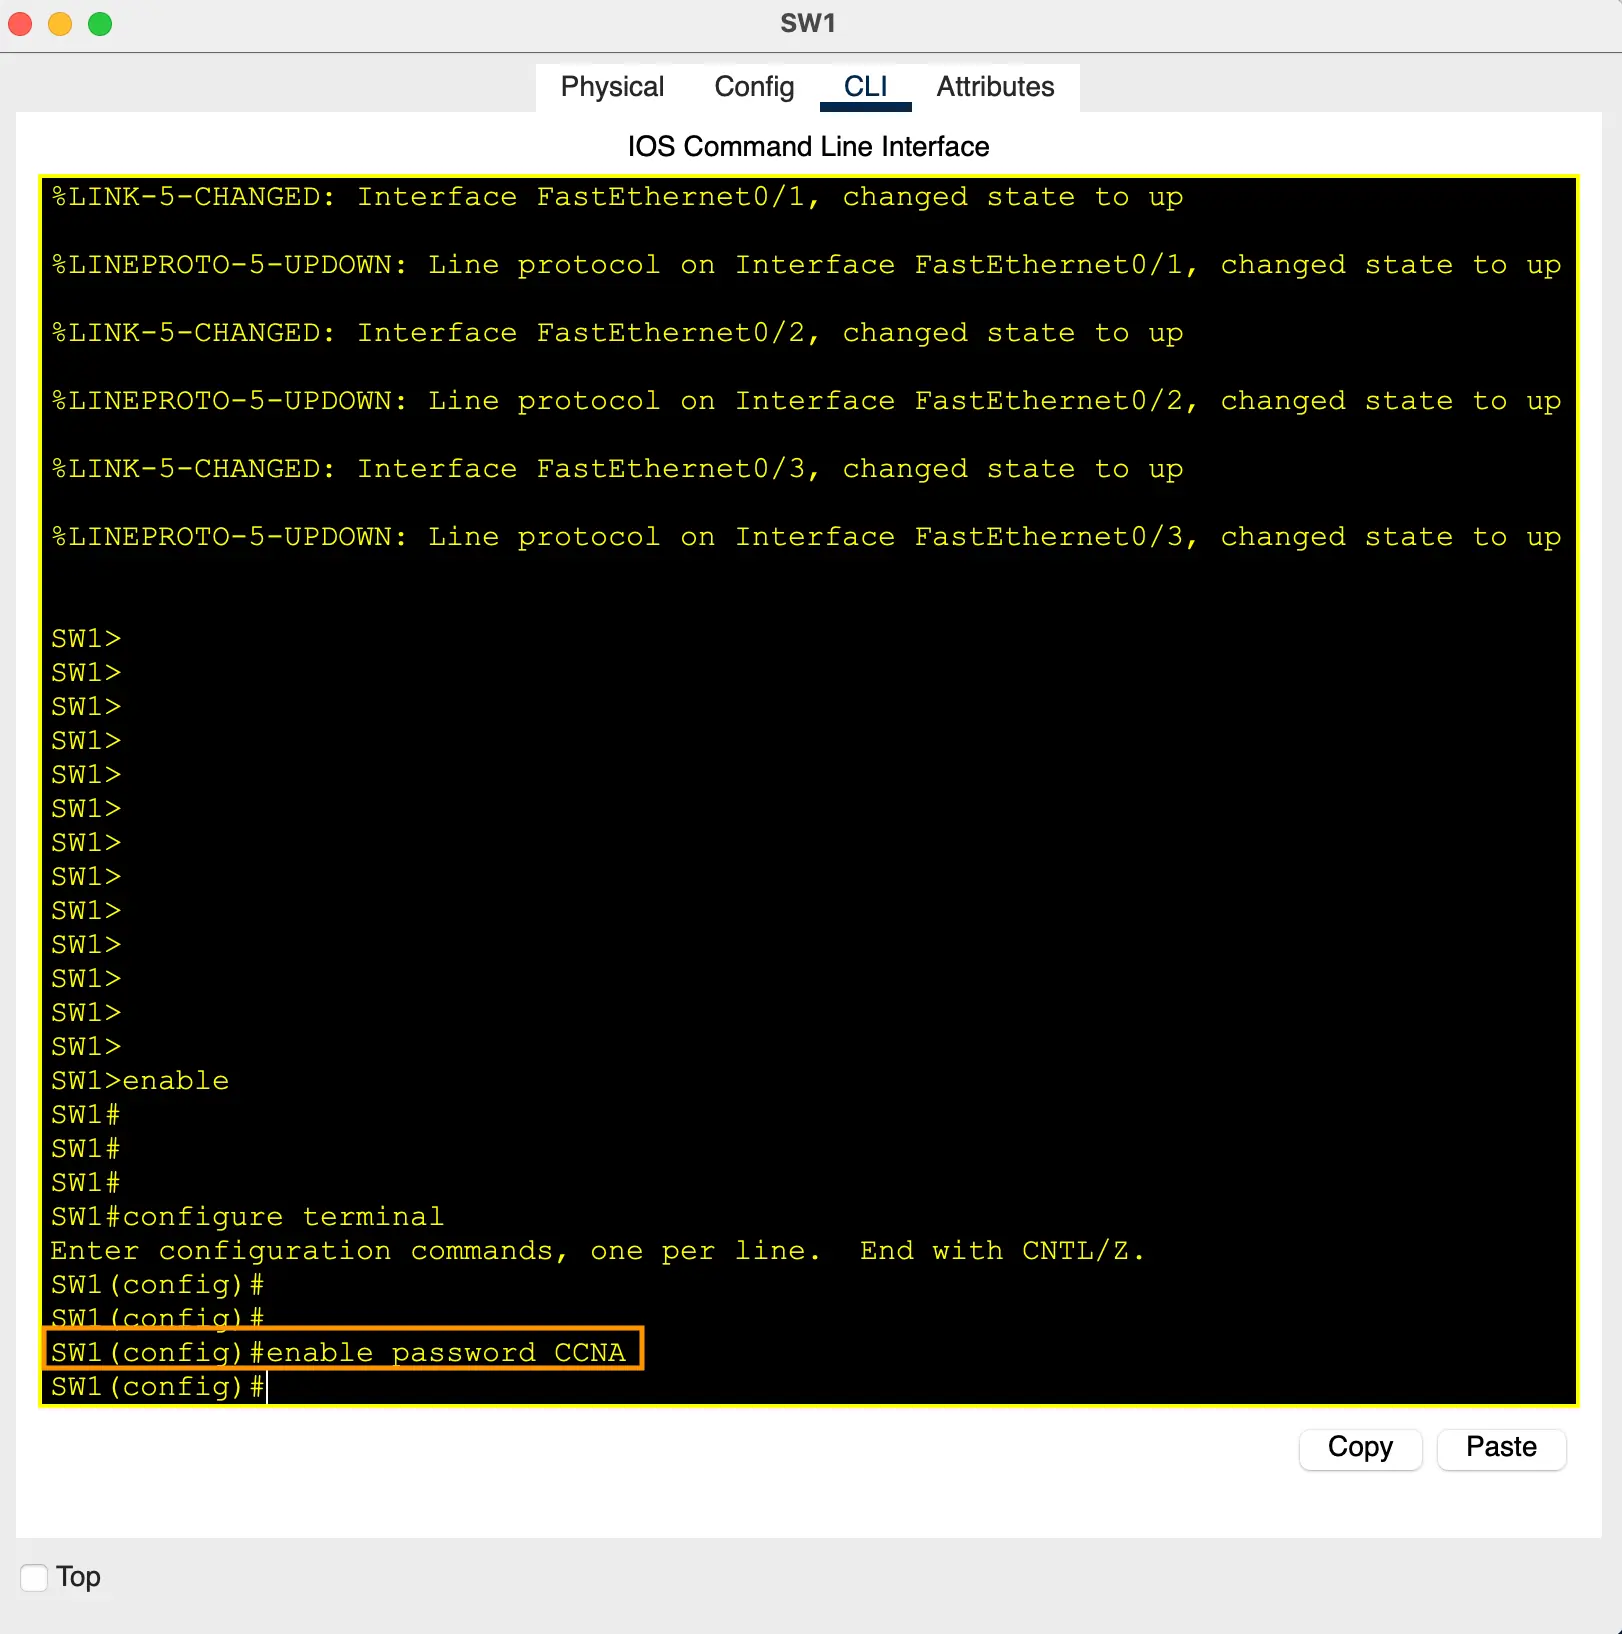 SW1
Physical Config CLI Attributes
IOS Command Line Interface
%LINK-5-CHANGED: Interface FastEthernet0/1, changed state to up
%LINEPROTO-5-UPDOWN: Line protocol on Interface FastEthernet0/1, changed state to up
%LINK-5-CHANGED: Interface FastEthernet0/2, changed state to up
%LINEPROTO-5-UPDOWN: Line protocol on Interface FastEthernet0/2, changed state to up
%LINK-5-CHANGED: Interface FastEthernet0/3, changed state to up
%LINEPROTO-5-UPDOWN: Line protocol on Interface FastEthernet0/3, changed state to up
SW1>
SW1>
SW1>
SW1>
SW1>
SW1>
SW1>
SW1>
SW1>
SW1>
SW1>
SW1>
SW1>
SW1>enable
SW1#
SW1#
SW1#
SW1#configure terminal
Enter configuration commands, one per line.  End with CNTL/Z.
SW1(config)#
SW1(config)#
SW1(config)#enable password CCNA
SW1(config)#
Copy Paste
Top